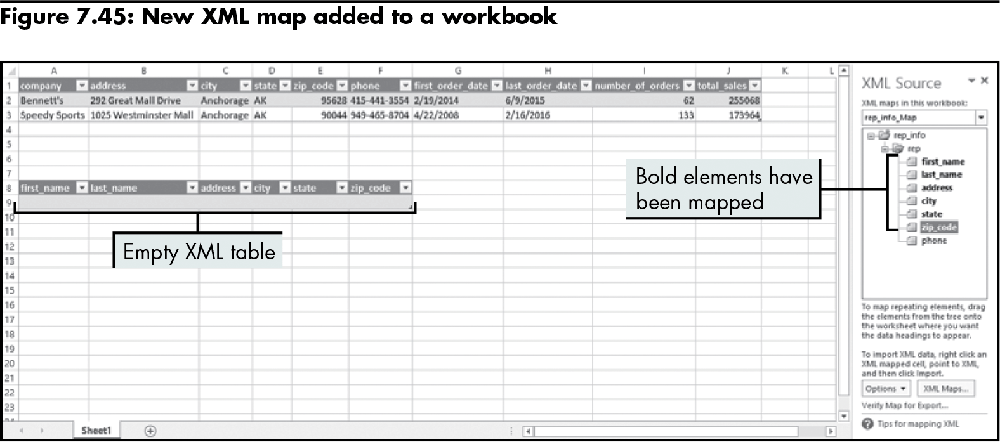 Figure 7.45: New XML map added to a workbook
A B C D E F G H I J K L
1 company address city state zip_code phone first_order_date last_order_date number_of_orders total_sales
2 Bennett's 292 Great Mall Drive Anchorage AK 95628 415-441-3554 2/19/2014 6/9/2015 62 255068
3 Speedy Sports 1025 Westminster Mall Anchorage AK 90044 949-465-8704 4/22/2008 2/16/2016 133 173964
4
5
6
7
8 first_name last_name address city state zip_code
9
10
11
12
13
14
15
16
17
18
19
20
21
22
23
24
Empty XML table
Bold elements have
been mapped
Sheet1
XML Source
XML maps in this workbook:
rep_info_Map
rep_info
rep
first_name
last_name
address
city
state
zip_code
phone
To map repeating elements, drag
the elements from the tree onto
the worksheet where you want
the data headings to appear.
To import XML data, right click an
XML mapped cell, point to XML,
and then click Import.
Options
XML Maps...
Verify Map for Export...
Tips for mapping XML